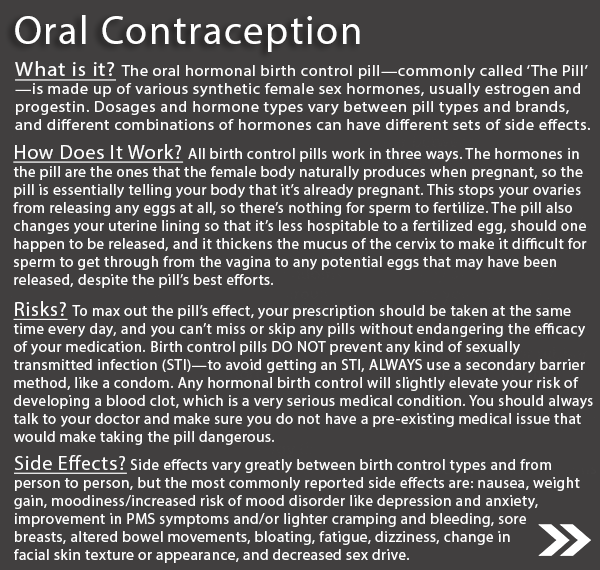 Oral Contraception
What is it? The oral hormonal birth control pill—commonly called ‘The Pill’
—is made up of various synthetic female sex hormones, usually estrogen and
progestin. Dosages and hormone types vary between pill types and brands,
and different combinations of hormones can have different sets of side effects.
How Does It Work? All birth control pills work in three ways. The hormones in
the pill are the ones that the female body naturally produces when pregnant, so the
pill is essentially telling your body that it’s already pregnant. This stops your ovaries
from releasing any eggs at all, so there’s nothing for sperm to fertilize. The pill also
changes your uterine lining so that it’s less hospitable to a fertilized egg, should one
happen to be released, and it thickens the mucus of the cervix to make it difficult for
sperm to get through from the vagina to any potential eggs that may have been
released, despite the pill’s best efforts.
Risks? To max out the pill’s effect, your prescription should be taken at the same
time every day, and you can’t miss or skip any pills without endangering the efficacy
of your medication. Birth control pills DO NOT prevent any kind of sexually
transmitted infection (STI)—to avoid getting an STI, ALWAYS use a secondary barrier
method, like a condom. Any hormonal birth control will slightly elevate your risk of
developing a blood clot, which is a very serious medical condition. You should always
talk to your doctor and make sure you do not have a pre-existing medical issue that
would make taking the pill dangerous.
Side Effects? Side effects vary greatly between birth control types and from
person to person, but the most commonly reported side effects are: nausea, weight
gain, moodiness/increased risk of mood disorder like depression and anxiety,
improvement in PMS symptoms and/or lighter cramping and bleeding, sore
breasts, altered bowel movements, bloating, fatigue, dizziness, change in
facial skin texture or appearance, and decreased sex drive.